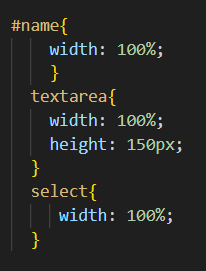 #name{
width: 100%;
}
textarea{
width: 100%;
height: 150px;
}
select{
width: 100%;
}